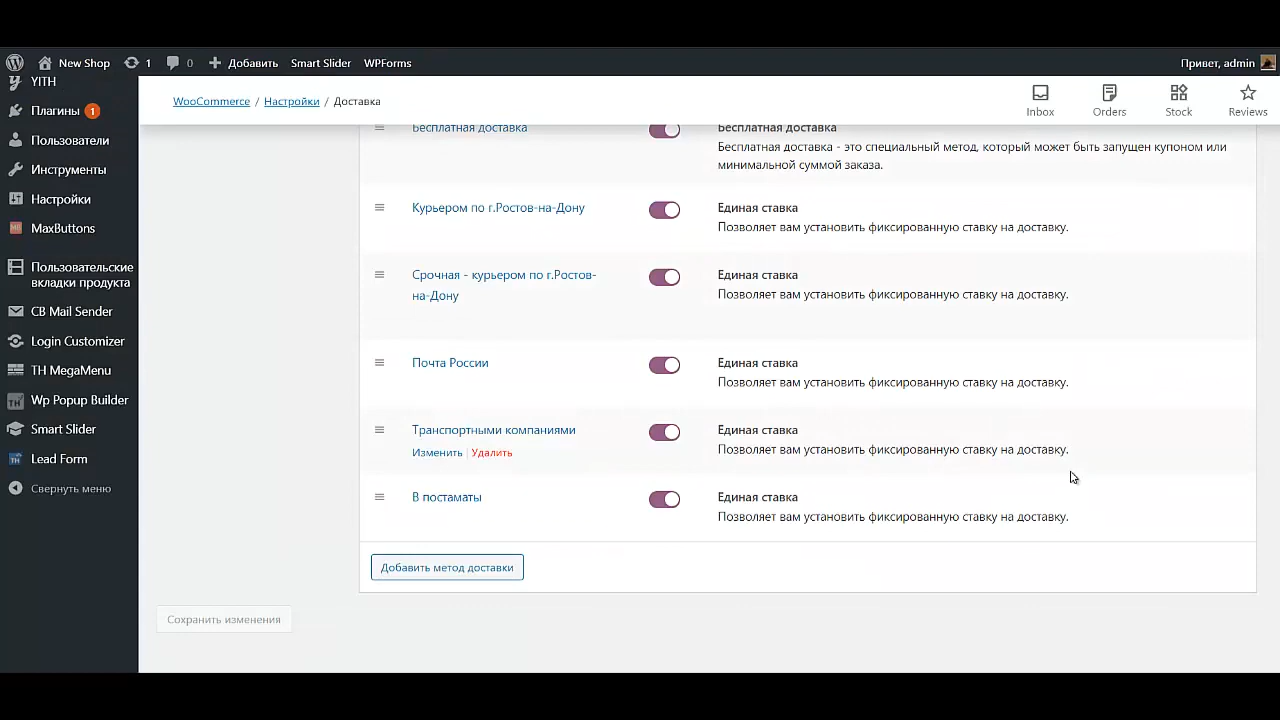 New Shop
1
0
Добавить
Smart Slider
WPForms
Привет, admin
YITH
Плагины 1
Пользователи
Инструменты
Настройки
MaxButtons
Пользовательские
вкладки продукта
CB Mail Sender
Login Customizer
TH MegaMenu
Wp Popup Builder
Smart Slider
Lead Form
Свернуть меню
WooCommerce / Настройки / Доставка
Inbox
Orders
Stock
Reviews
Бесплатная доставка
Бесплатная доставка
Бесплатная доставка - это специальный метод, который может быть запущен купоном или
минимальной суммой заказа.
Курьером по г.Ростов-на-Дону
Единая ставка
Позволяет вам установить фиксированную ставку на доставку.
Срочная - курьером по г.Ростов-
на-Дону
Единая ставка
Позволяет вам установить фиксированную ставку на доставку.
Почта России
Единая ставка
Позволяет вам установить фиксированную ставку на доставку.
Транспортными компаниями
Изменить | Удалить
Единая ставка
Позволяет вам установить фиксированную ставку на доставку.
В постаматы
Единая ставка
Позволяет вам установить фиксированную ставку на доставку.
Добавить метод доставки
Сохранить изменения